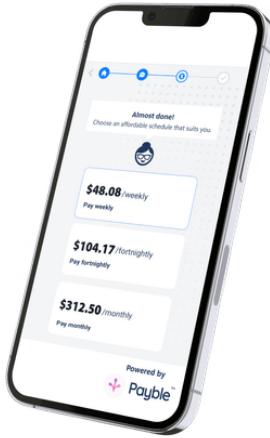 Almost done!
Choose an affordable schedule that suits you.
$48.08/weekly
Pay weekly
$104.17/fortnightly
Pay fortnightly
$312.50/monthly
Pay monthly
Powered by
Payble™